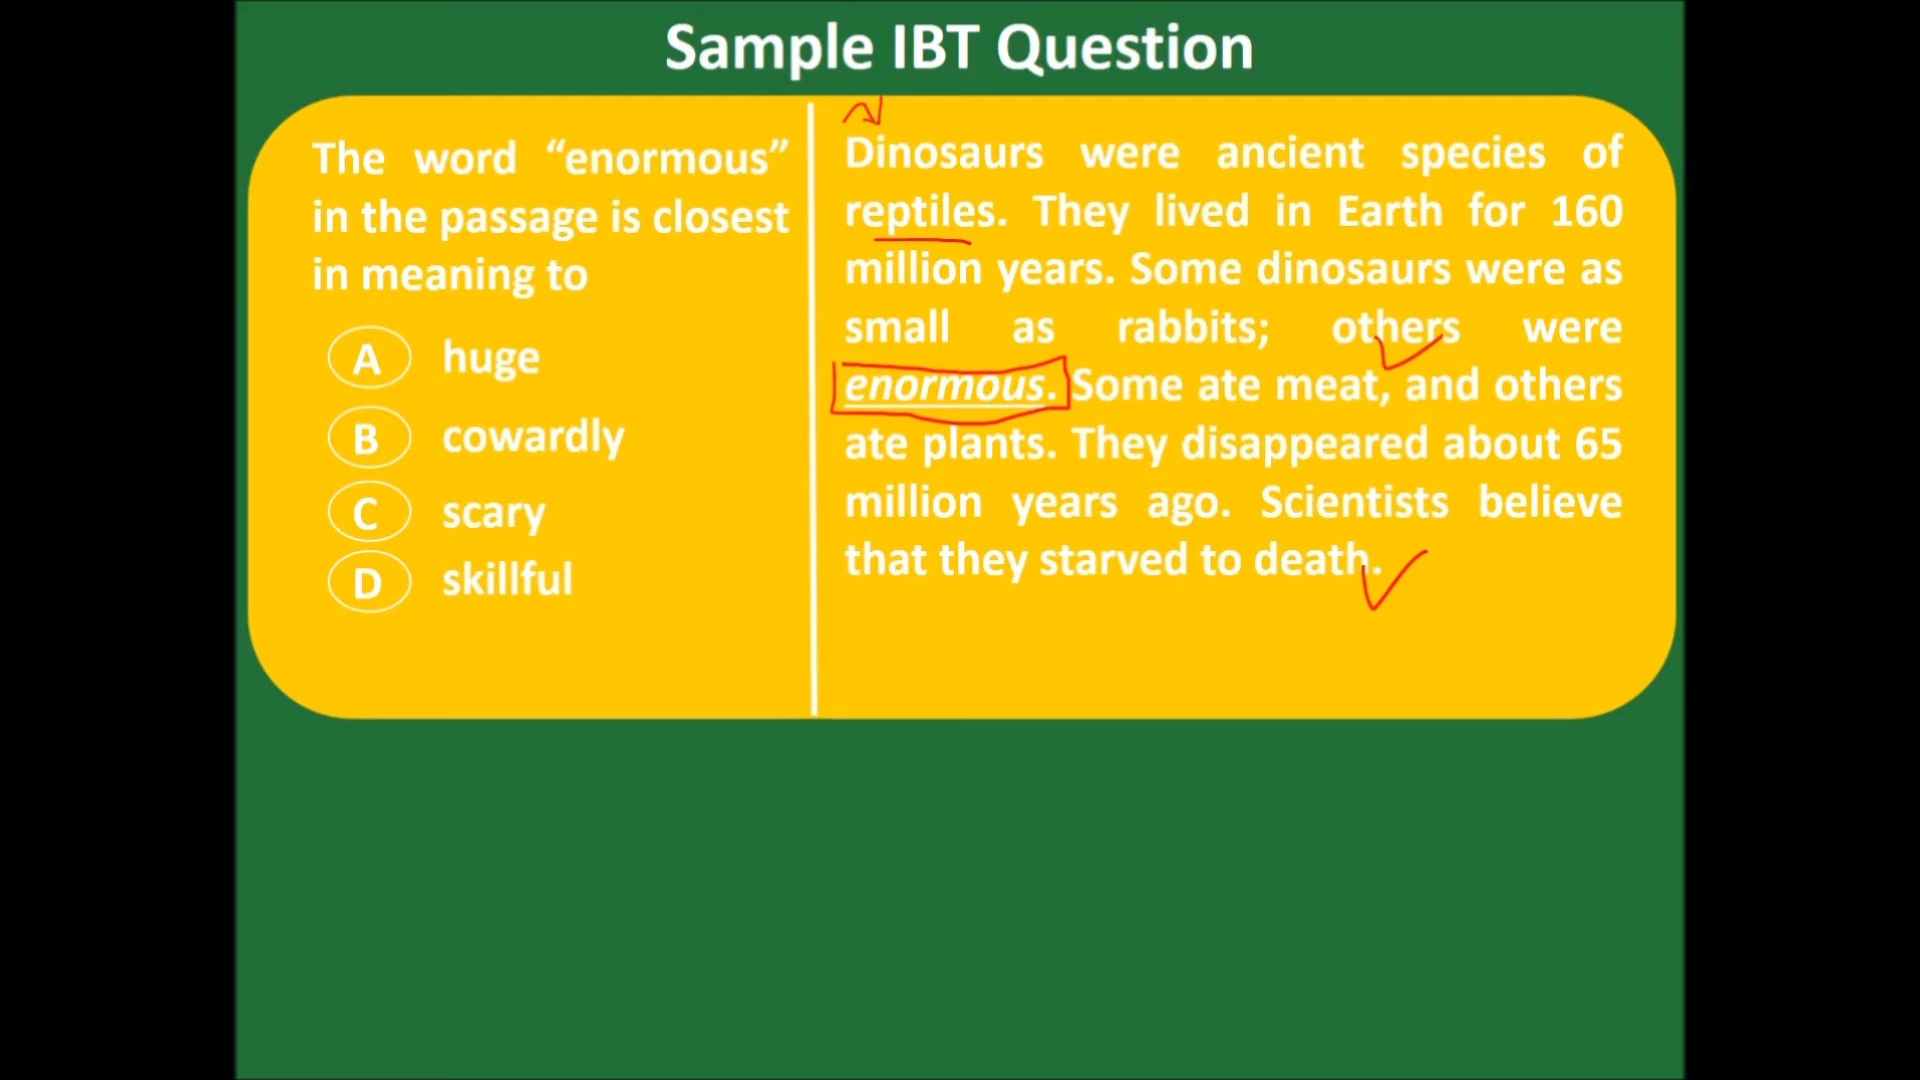 Sample IBT Question
The word “enormous”
in the passage is closest
in meaning to
A huge
B cowardly
C scary
D skillful
Dinosaurs were ancient species of
reptiles. They lived in Earth for 160
million years. Some dinosaurs were as
small as rabbits; others were
enormous. Some ate meat, and others
ate plants. They disappeared about 65
million years ago. Scientists believe
that they starved to death.